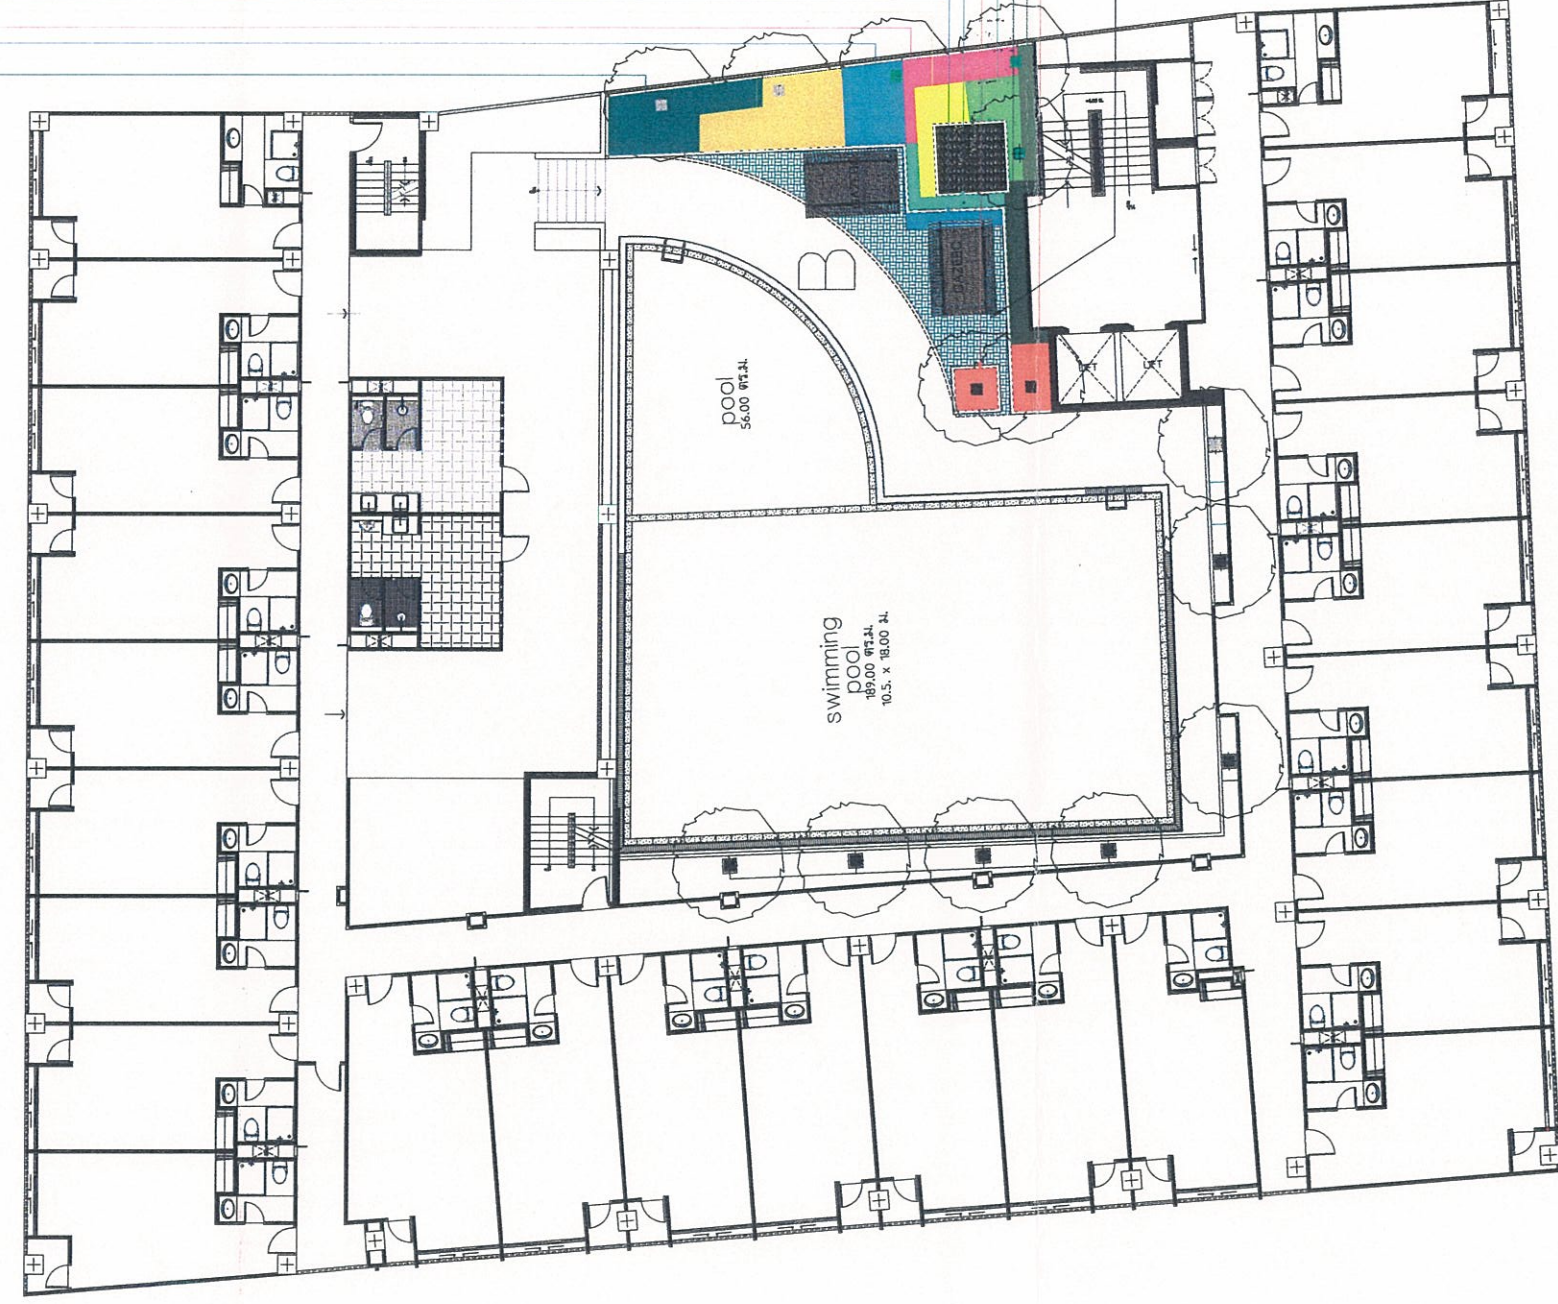 pool
56.00 ตร.ม.
swimming
pool
189.00 ตร.ม.
10.5. x 18.00 ม.
B
LIFT
LIFT
GAZEBO